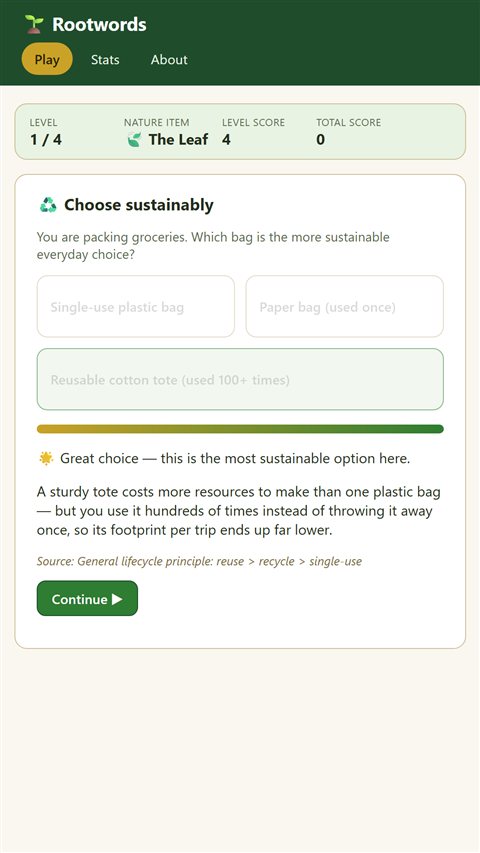 Rootwords
Play Stats About
LEVEL NATURE ITEM LEVEL SCORE TOTAL SCORE
1 / 4 The Leaf 4 0
Choose sustainably
You are packing groceries. Which bag is the more sustainable
everyday choice?
Single-use plastic bag Paper bag (used once)
Reusable cotton tote (used 100+ times)
Great choice — this is the most sustainable option here.
A sturdy tote costs more resources to make than one plastic bag
— but you use it hundreds of times instead of throwing it away
once, so its footprint per trip ends up far lower.
Source: General lifecycle principle: reuse > recycle > single-use
Continue ▶